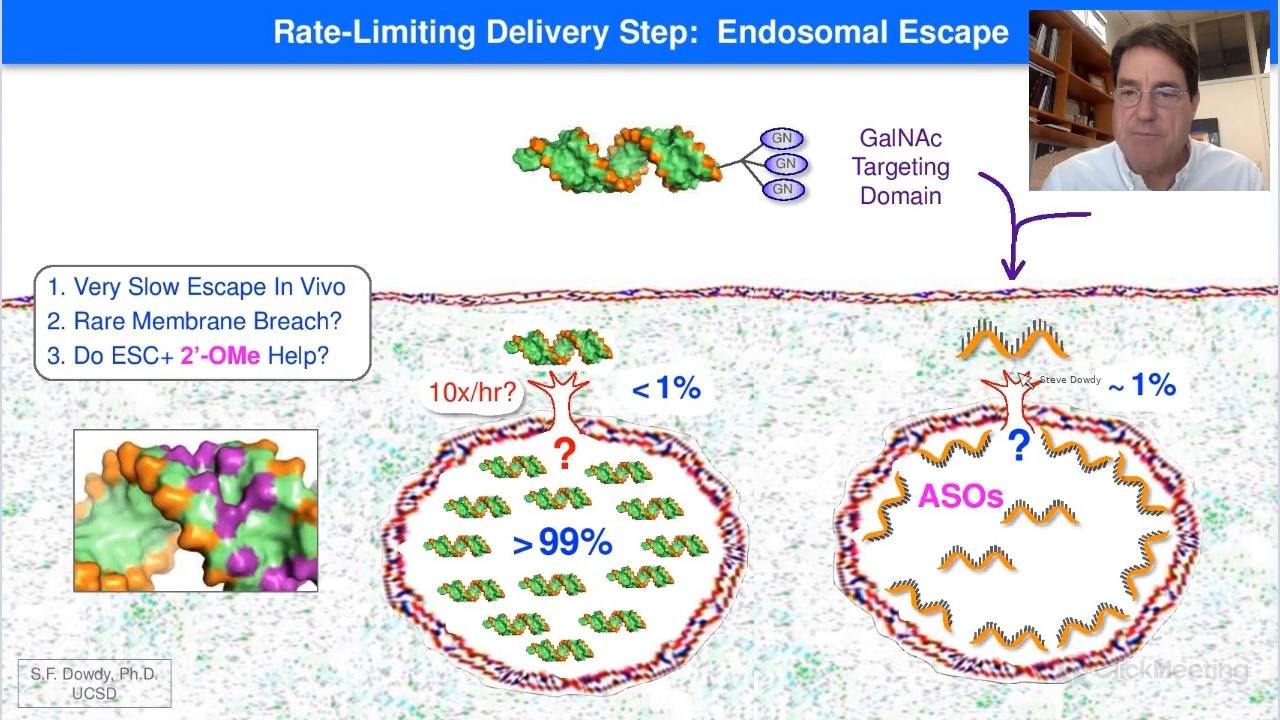 Rate-Limiting Delivery Step: Endosomal Escape
GN
GN
GN
GalNAc
Targeting
Domain
1. Very Slow Escape In Vivo
2. Rare Membrane Breach?
3. Do ESC+ 2'-OMe Help?
10x/hr?
< 1%
Steve Dowdy
~ 1%
?
?
ASOs
> 99%
S.F. Dowdy, Ph.D.
UCSD
ClickMeeting